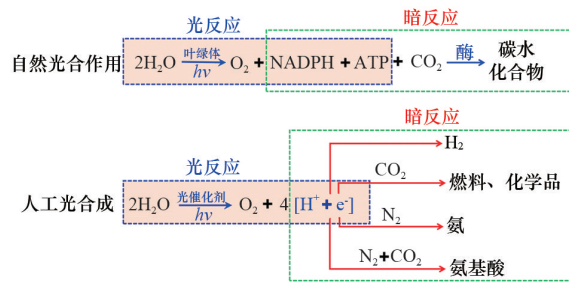 光反应
暗反应
自然光合作用 2H₂O 叶绿体 hν O₂ + NADPH + ATP + CO₂ 酶 碳水化合物
暗反应
光反应
H₂
CO₂ 燃料、化学品
人工光合成 2H₂O 光催化剂 hν O₂ + 4 [H⁺ + e⁻]
N₂ 氨
N₂+CO₂ 氨基酸